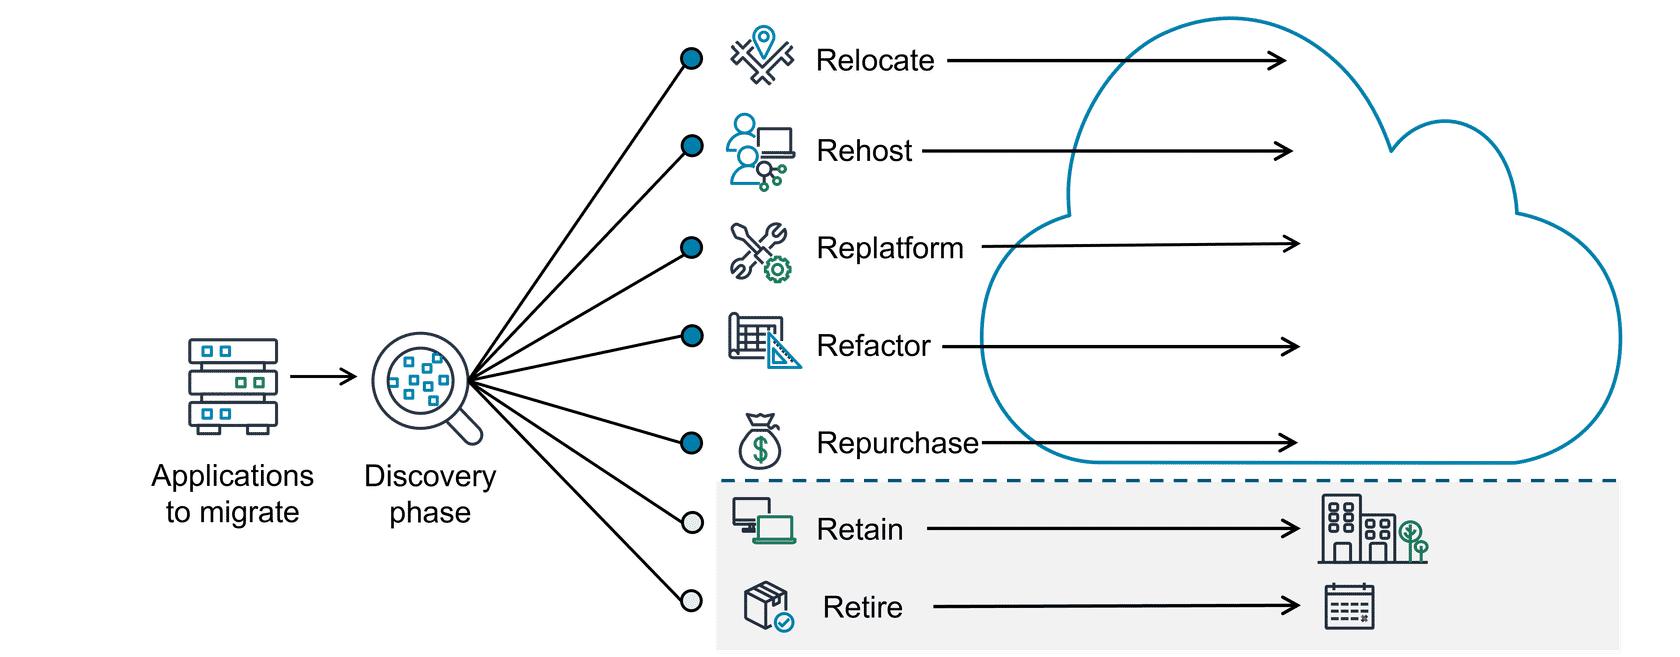 Relocate
Rehost
Replatform
Refactor
Repurchase
Applications
to migrate
Discovery
phase
$
Retain
Retire